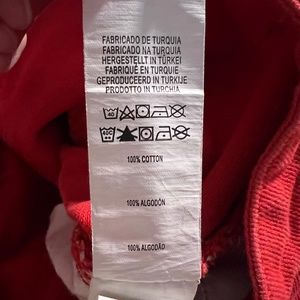 FABRICADO DE TURQUIA
FABRICADO NA TURQUIA
HERGESTELLT IN TÜRKEI
FABRIQUÉ EN TURQUIE
GEPRODUCEERD IN TURKIJE
PRODOTTO IN TURCHIA
100% COTTON
100% ALGODÓN
100% ALGODÃO